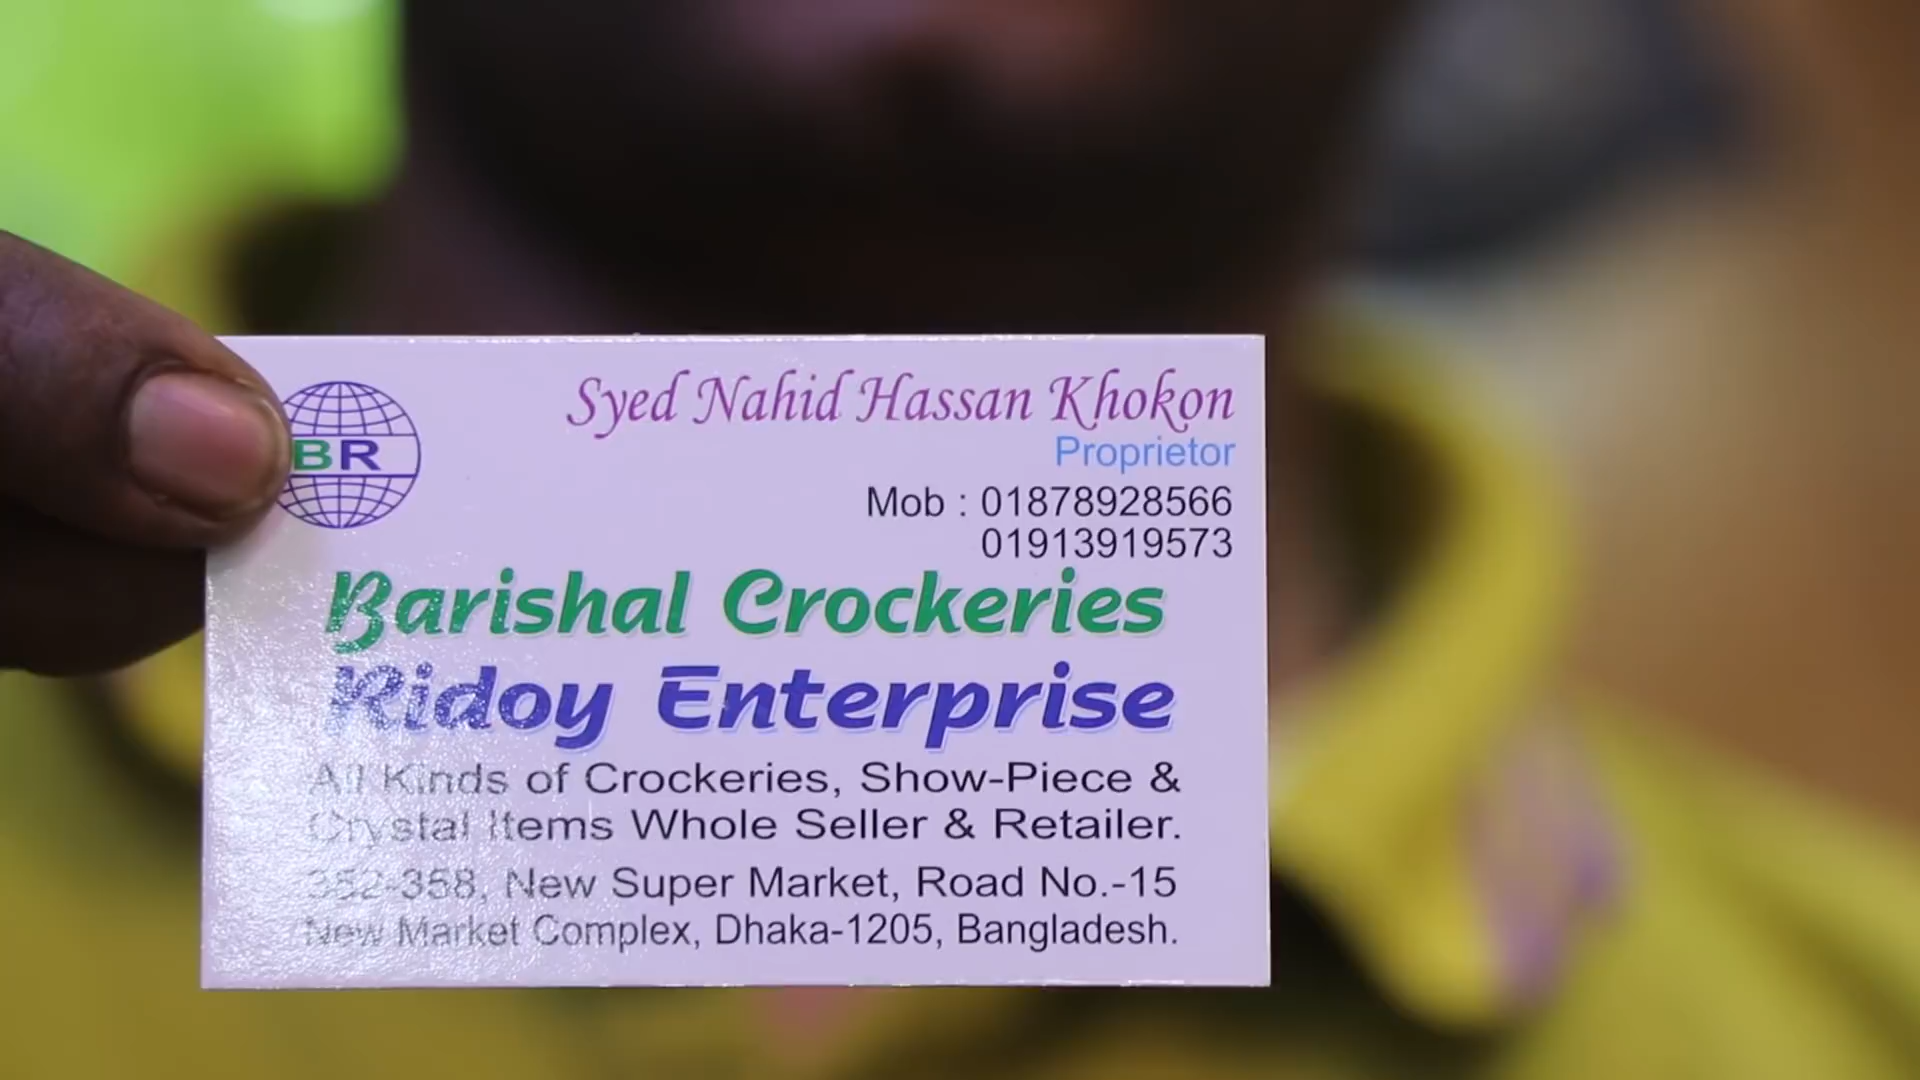 BR
Syed Nahid Hassan Khokon
Proprietor
Mob : 01878928566
01913919573
Barishal Crockeries
Ridoy Enterprise
All Kinds of Crockeries, Show-Piece &
Crystal Items Whole Seller & Retailer.
352-358, New Super Market, Road No.-15
New Market Complex, Dhaka-1205, Bangladesh.